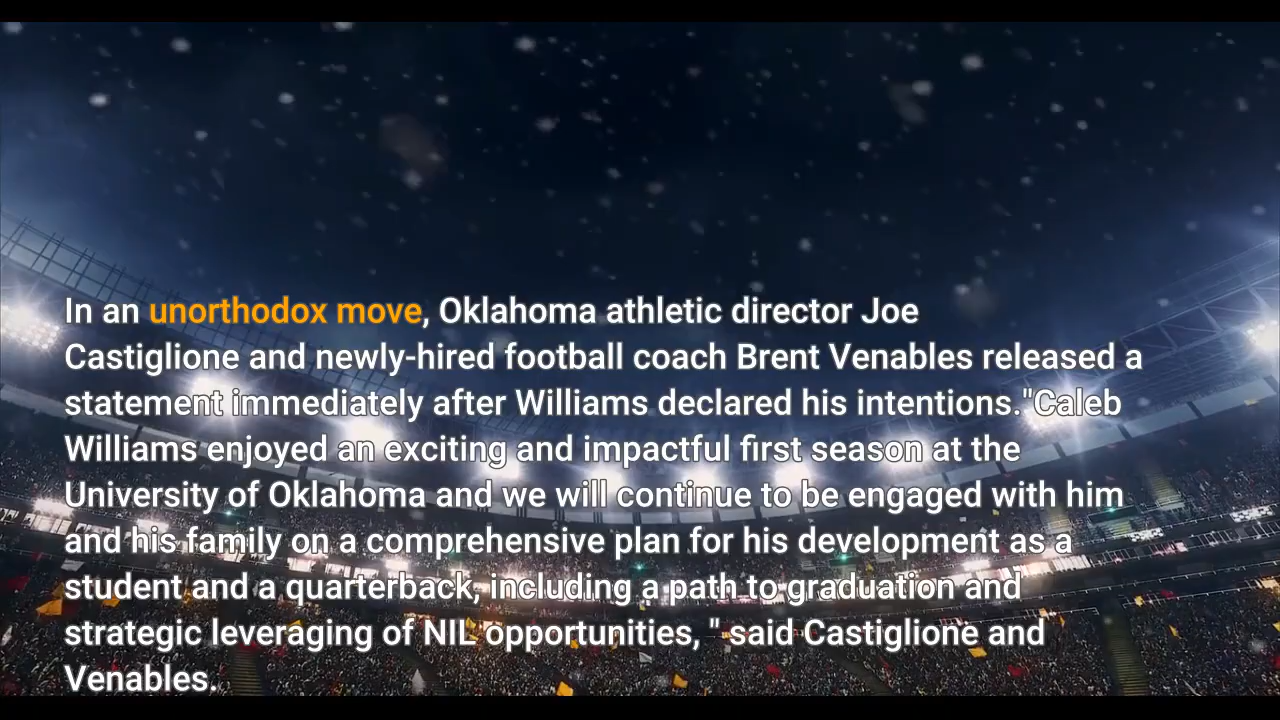 In an unorthodox move, Oklahoma athletic director Joe
Castiglione and newly-hired football coach Brent Venables released a
statement immediately after Williams declared his intentions."Caleb
Williams enjoyed an exciting and impactful first season at the
University of Oklahoma and we will continue to be engaged with him
and his family on a comprehensive plan for his development as a
student and a quarterback, including a path to graduation and
strategic leveraging of NIL opportunities, " said Castiglione and
Venables.